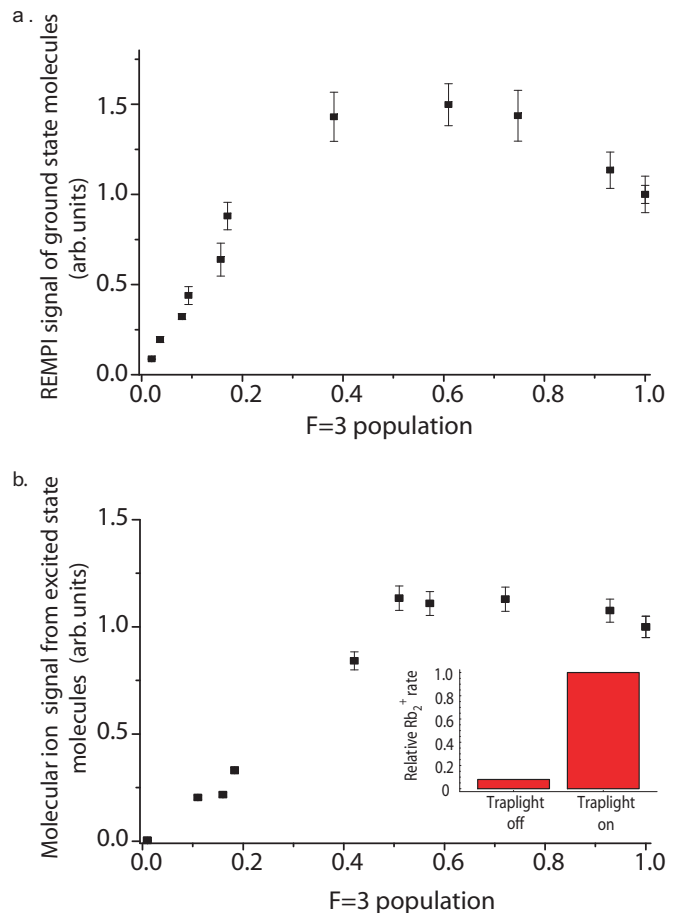 a .
REMPI signal of ground state molecules
(arb. units)
1.5
1.0
0.5
0.0
0.0 0.2 0.4 0.6 0.8 1.0
F=3 population
b.
Molecular ion signal from excited state
molecules (arb. units)
1.5
1.0
0.5
0.0
0.0 0.2 0.4 0.6 0.8 1.0
F=3 population
Relative Rb₂⁺ rate
1.0
0.8
0.6
0.4
0.2
0
Traplight Traplight
off on